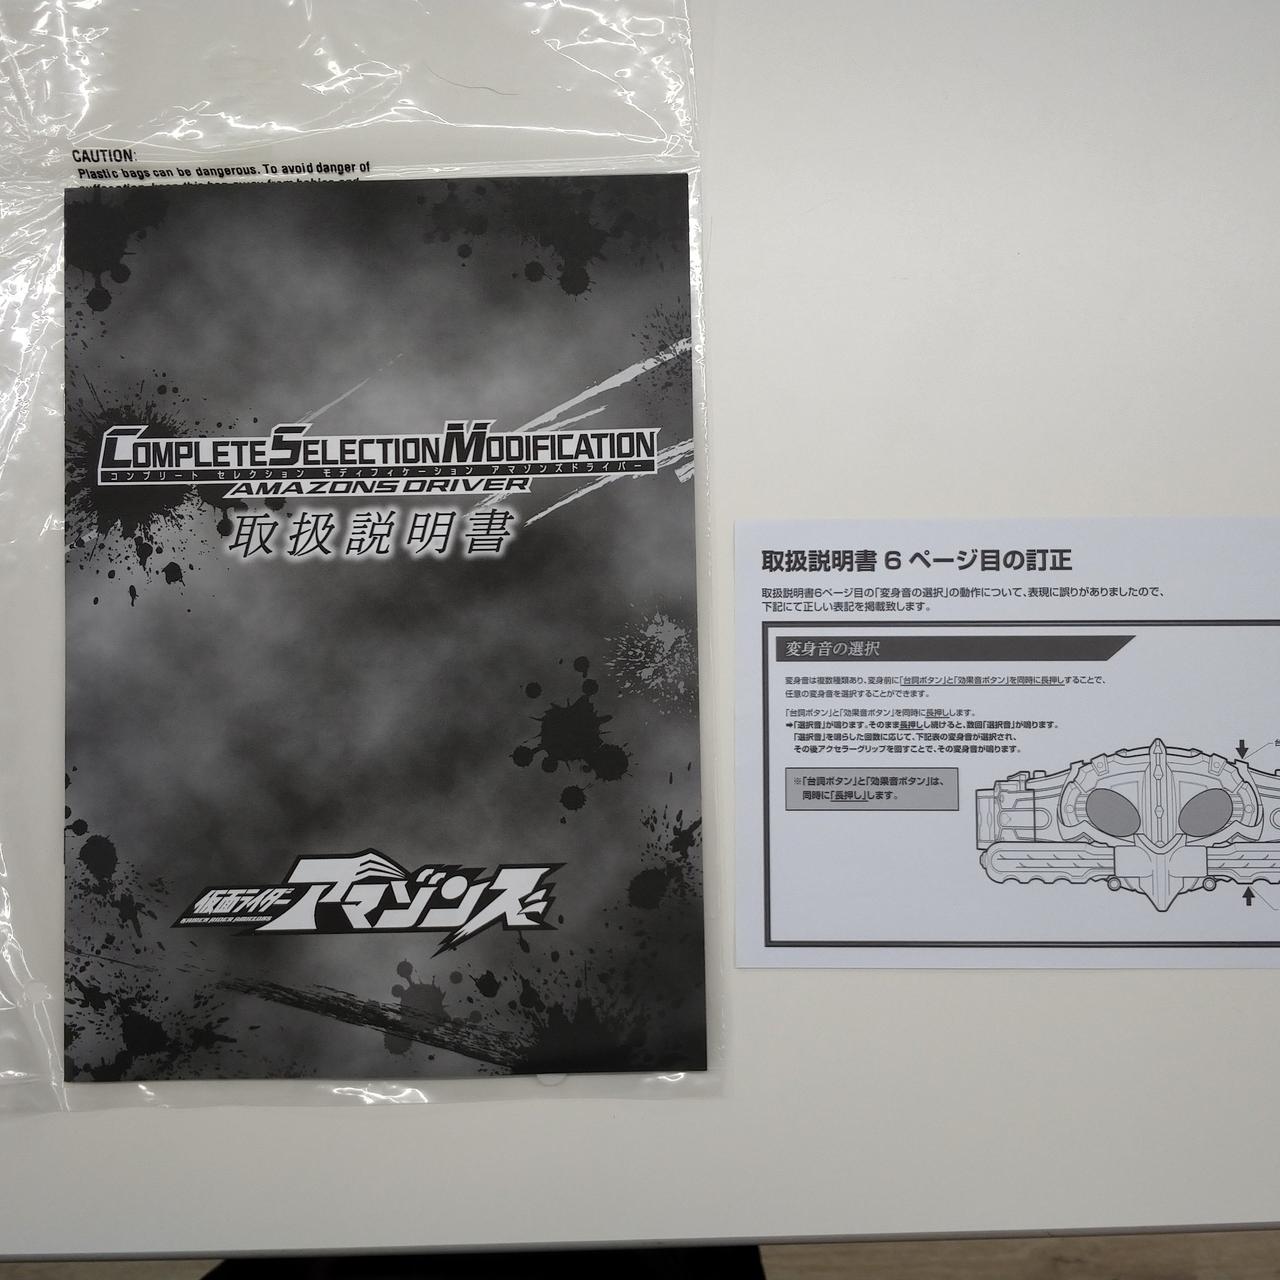 CAUTION:
Plastic bags can be dangerous. To avoid danger of
COMPLETE SELECTION MODIFICATION
コンプリート セレクション モディフィケーション アマゾンズドライバー
AMAZONS DRIVER
取扱説明書
仮面ライダー
アマゾンズ
KAMEN RIDER AMAZONS
取扱説明書 6 ページ目の訂正
取扱説明書6ページ目の「変身音の選択」の動作について、表現に誤りがありましたので、
下記にて正しい表記を掲載致します。
変身音の選択
変身音は複数種類あり、変身前に「台詞ボタン」と「効果音ボタン」を同時に長押しすることで、
任意の変身音を選択することができます。
「台詞ボタン」と「効果音ボタン」を同時に長押しします。
➡「選択音」が鳴ります。そのまま長押しし続けると、数回「選択音」が鳴ります。
「選択音」を鳴らした回数に応じて、下記表の変身音が選択され、
その後アクセラーグリップを回すことで、その変身音が鳴ります。
※「台詞ボタン」と「効果音ボタン」は、
同時に「長押し」します。
台